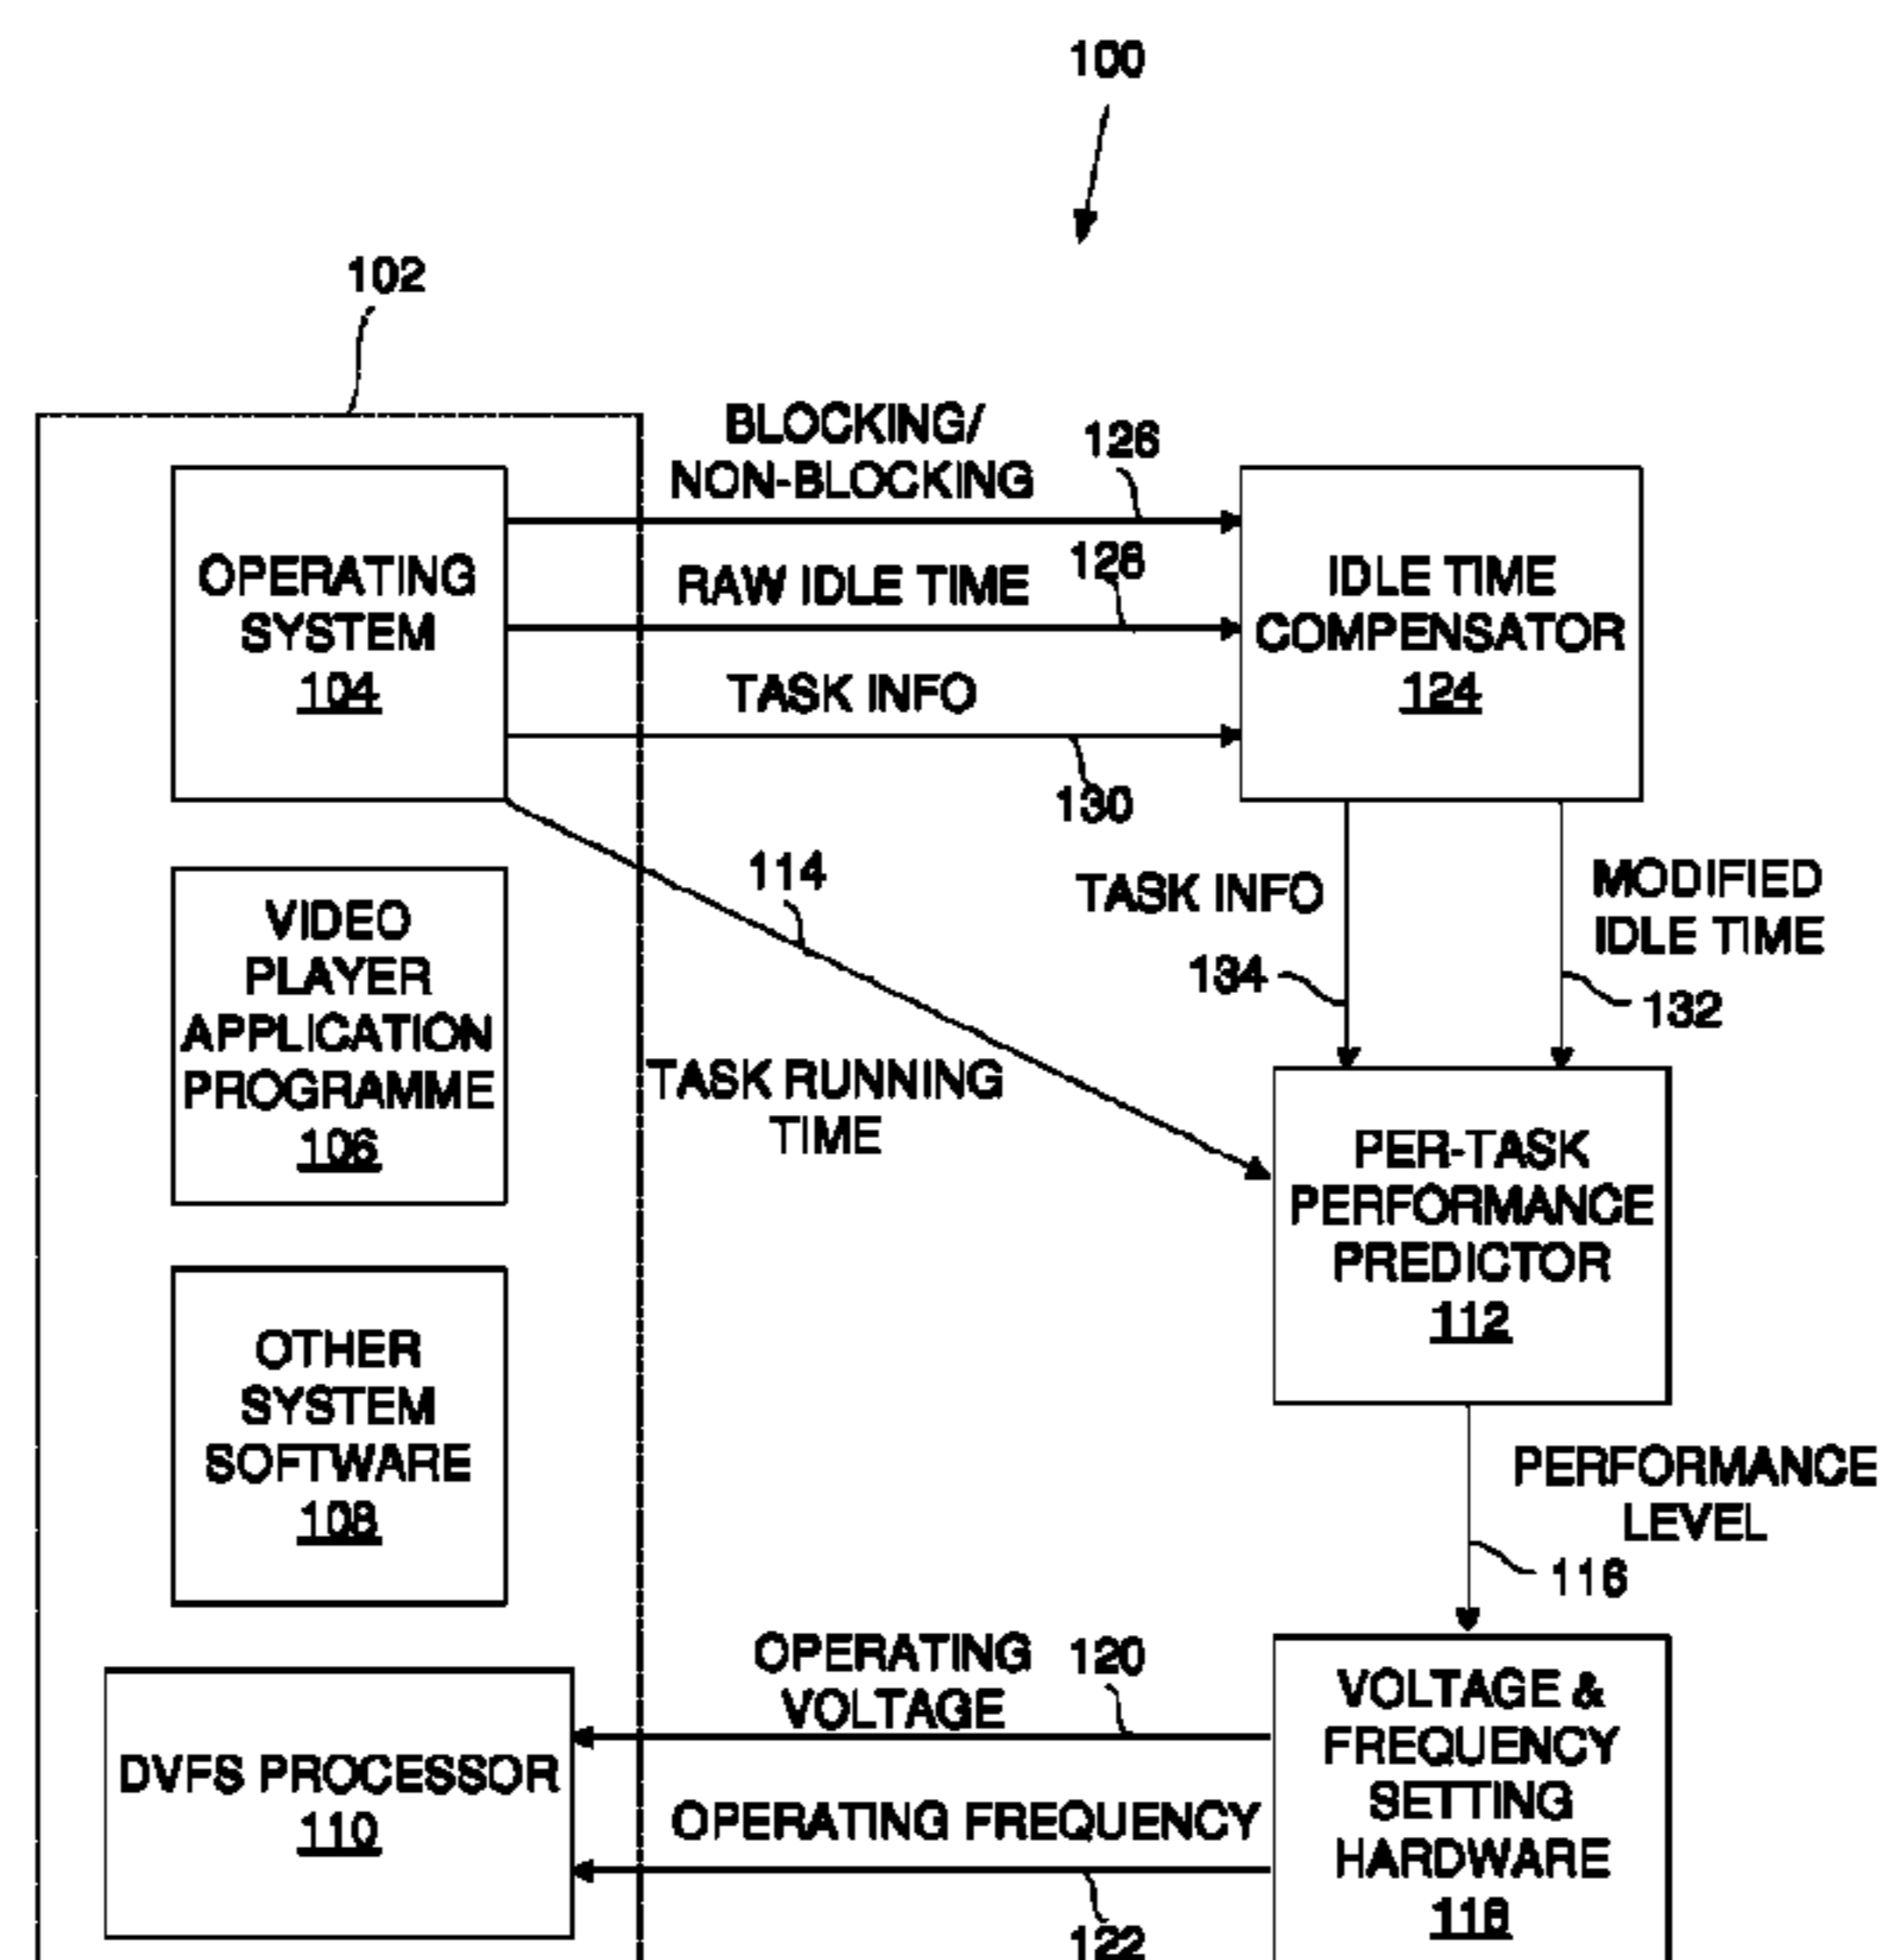 100
102
BLOCKING/
NON-BLOCKING
126
OPERATING
SYSTEM
104
RAW IDLE TIME
128
IDLE TIME
COMPENSATOR
124
TASK INFO
130
114
TASK INFO
134
MODIFIED
IDLE TIME
132
VIDEO
PLAYER
APPLICATION
PROGRAMME
106
TASK RUNNING
TIME
PER-TASK
PERFORMANCE
PREDICTOR
112
OTHER
SYSTEM
SOFTWARE
108
PERFORMANCE
LEVEL
116
OPERATING
VOLTAGE
120
VOLTAGE &
FREQUENCY
SETTING
HARDWARE
118
DVFS PROCESSOR
110
OPERATING FREQUENCY
122